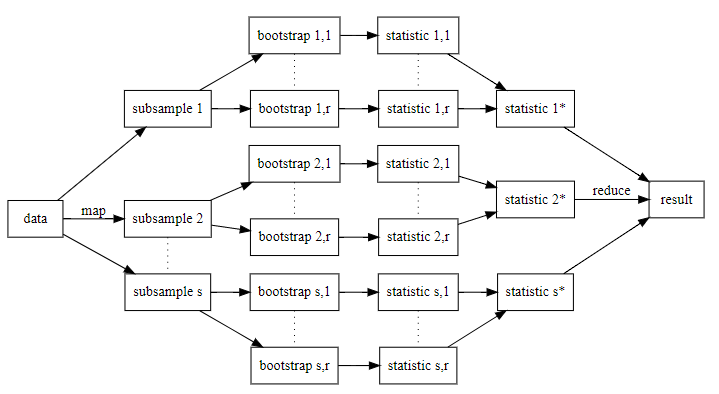 bootstrap 1,1
statistic 1,1
subsample 1
bootstrap 1,r
statistic 1,r
statistic 1*
bootstrap 2,1
statistic 2,1
data
map
subsample 2
bootstrap 2,r
statistic 2,r
statistic 2*
reduce
result
subsample s
bootstrap s,1
statistic s,1
statistic s*
bootstrap s,r
statistic s,r